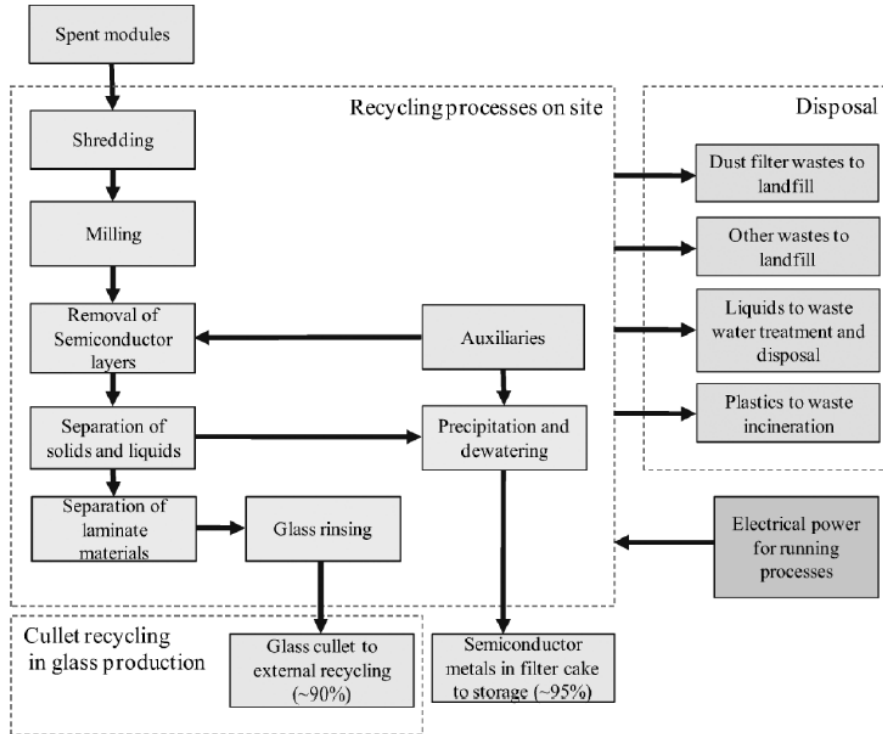 Spent modules
Recycling processes on site
Disposal
Shredding
Dust filter wastes to
landfill
Milling
Other wastes to
landfill
Removal of
Semiconductor
layers
Auxiliaries
Liquids to waste
water treatment and
disposal
Separation of
solids and liquids
Precipitation and
dewatering
Plastics to waste
incineration
Separation of
laminate
materials
Glass rinsing
Electrical power
for running
processes
Cullet recycling
in glass production
Glass cullet to
external recycling
(~90%)
Semiconductor
metals in filter cake
to storage (~95%)